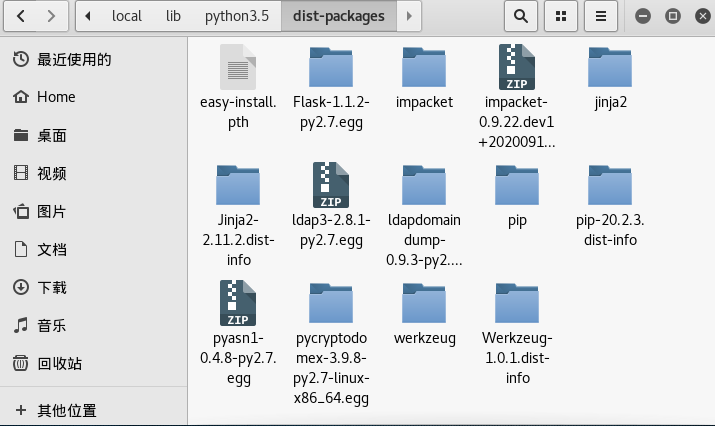 local lib python3.5 dist-packages
最近使用的
Home
桌面
视频
图片
文档
下载
音乐
回收站
其他位置
easy-install.
pth
Flask-1.1.2-
py2.7.egg
impacket
ZIP
impacket-
0.9.22.dev1
+2020091...
jinja2
Jinja2-
2.11.2.dist-
info
ZIP
ldap3-2.8.1-
py2.7.egg
ldapdomain
dump-
0.9.3-py2....
pip
pip-20.2.3.
dist-info
ZIP
pyasn1-
0.4.8-py2.7.
egg
pycryptodo
mex-3.9.8-
py2.7-linux-
x86_64.egg
werkzeug
Werkzeug-
1.0.1.dist-
info